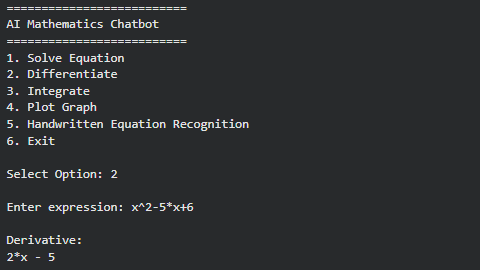 ==========================
AI Mathematics Chatbot
==========================
1. Solve Equation
2. Differentiate
3. Integrate
4. Plot Graph
5. Handwritten Equation Recognition
6. Exit
Select Option: 2
Enter expression: x^2-5*x+6
Derivative:
2*x - 5